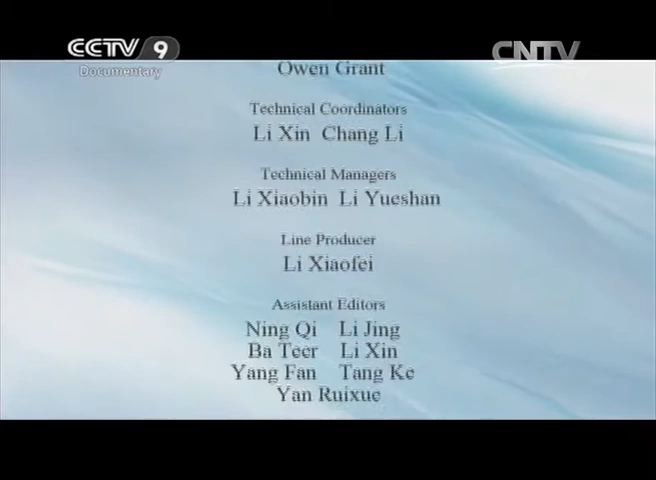 CCTV 9
Documentary
CNTV
Owen Grant
Technical Coordinators
Li Xin Chang Li
Technical Managers
Li Xiaobin Li Yueshan
Line Producer
Li Xiaofei
Assistant Editors
Ning Qi Li Jing
Ba Teer Li Xin
Yang Fan Tang Ke
Yan Ruixue